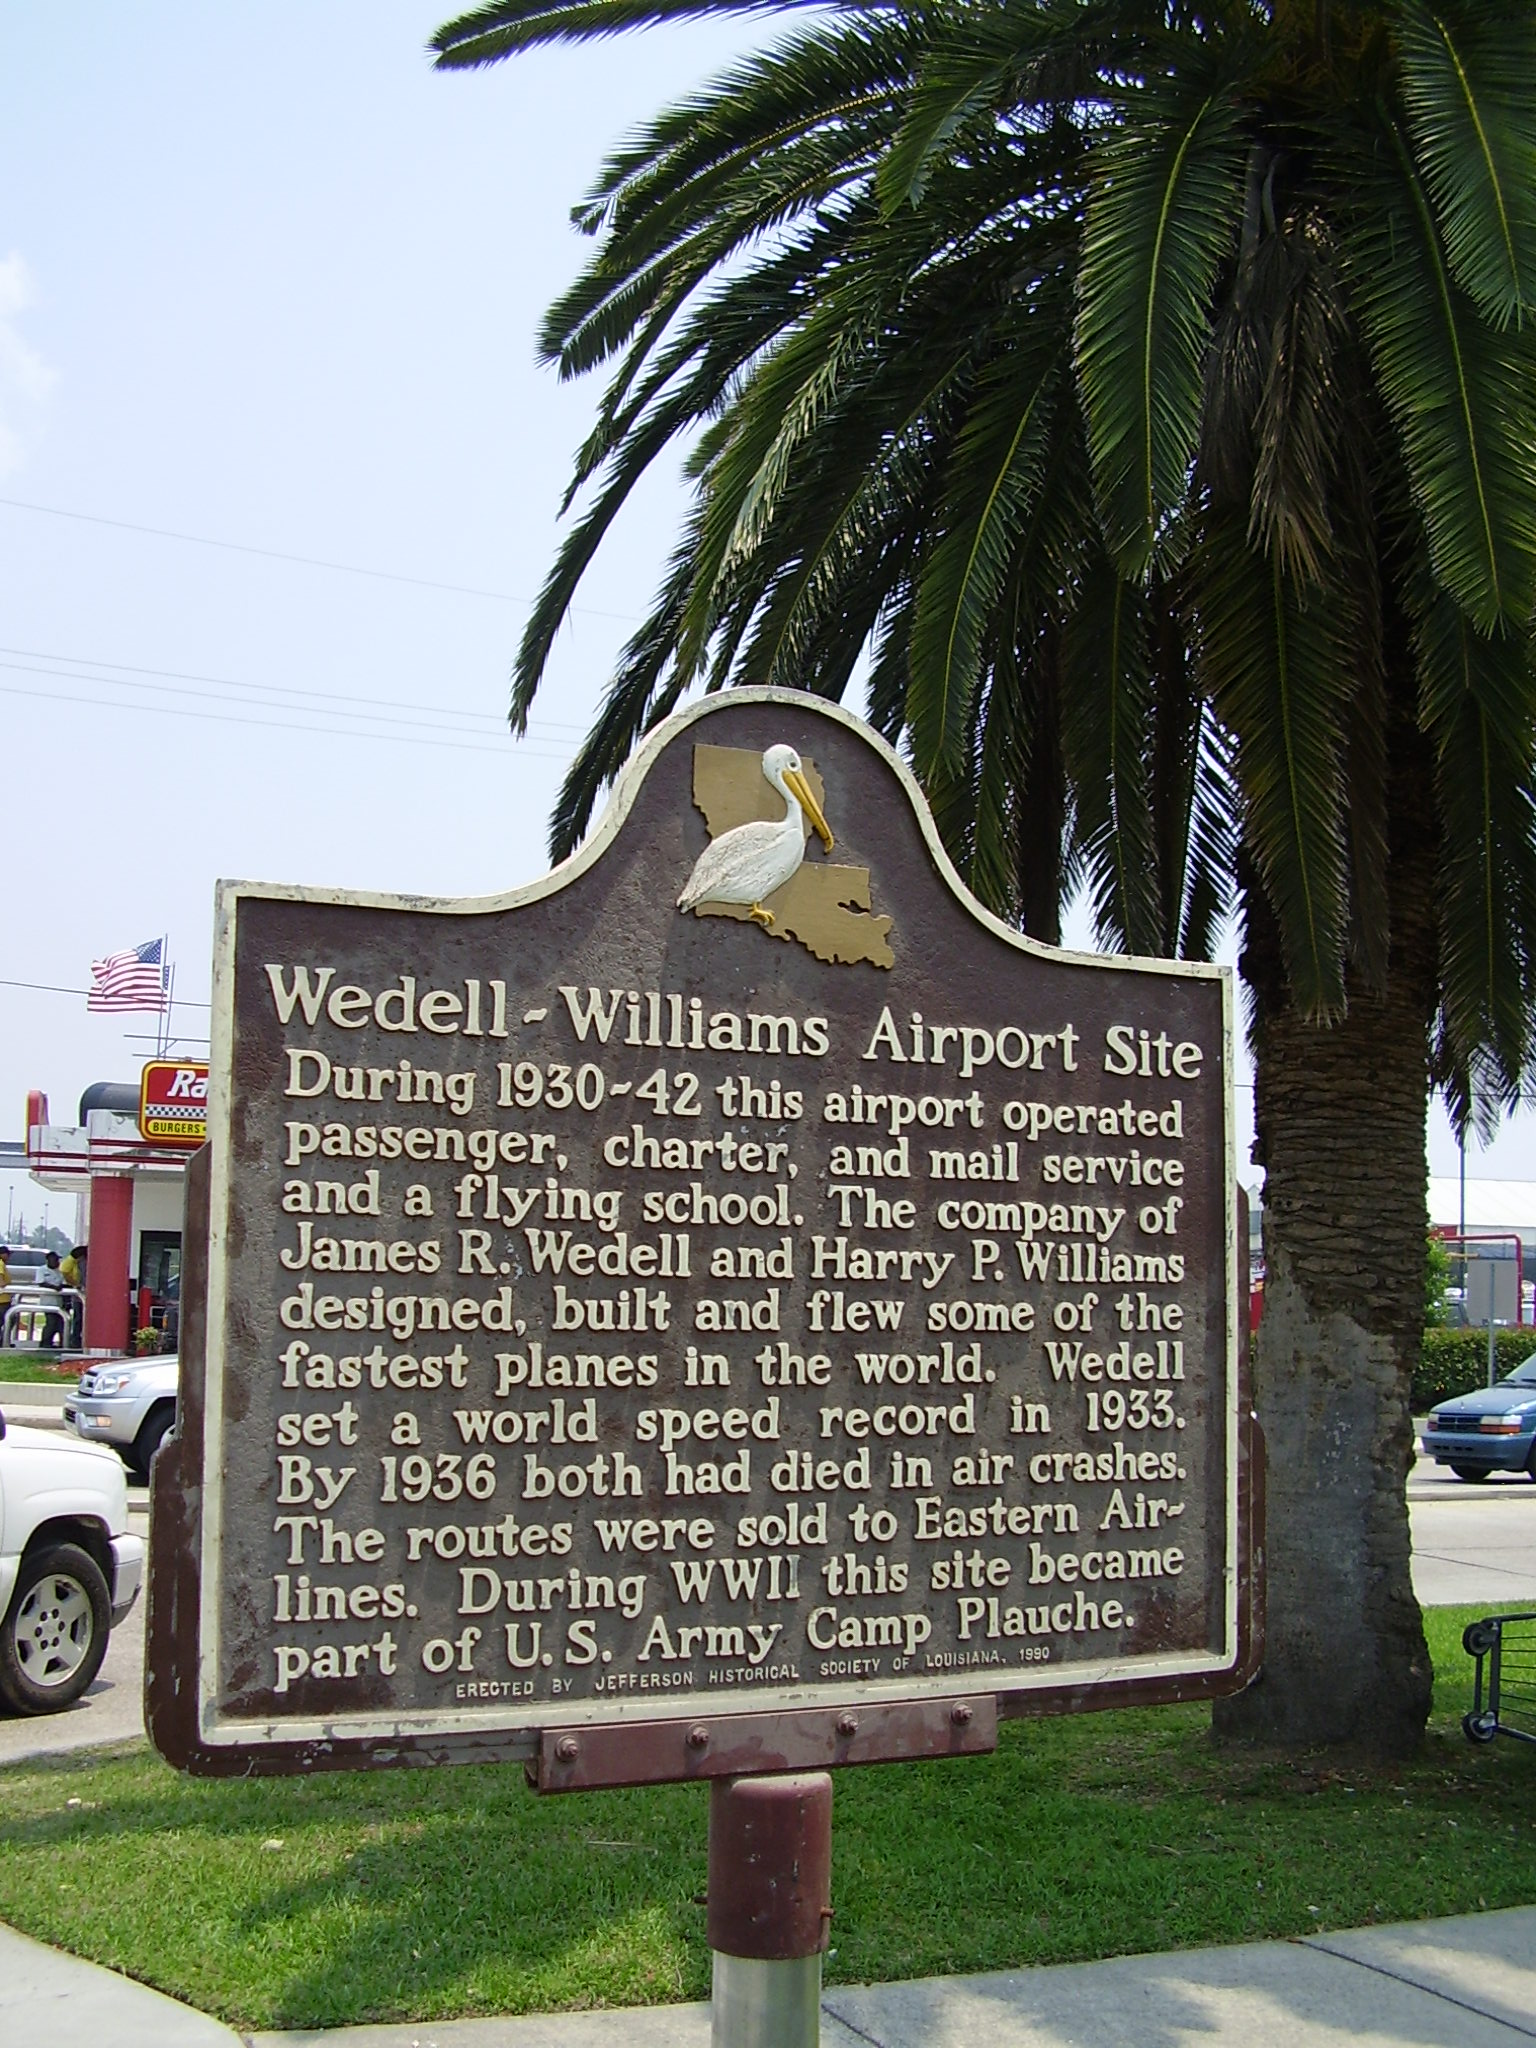 Wedell-Williams Airport Site
During 1930-42 this airport operated
passenger, charter, and mail service
and a flying school. The company of
James R. Wedell and Harry P. Williams
designed, built and flew some of the
fastest planes in the world. Wedell
set a world speed record in 1933.
By 1936 both had died in air crashes.
The routes were sold to Eastern Air-
lines. During WWII this site became
part of U.S. Army Camp Plauche.
ERECTED BY JEFFERSON HISTORICAL SOCIETY OF LOUISIANA, 1990
Ra
BURGERS